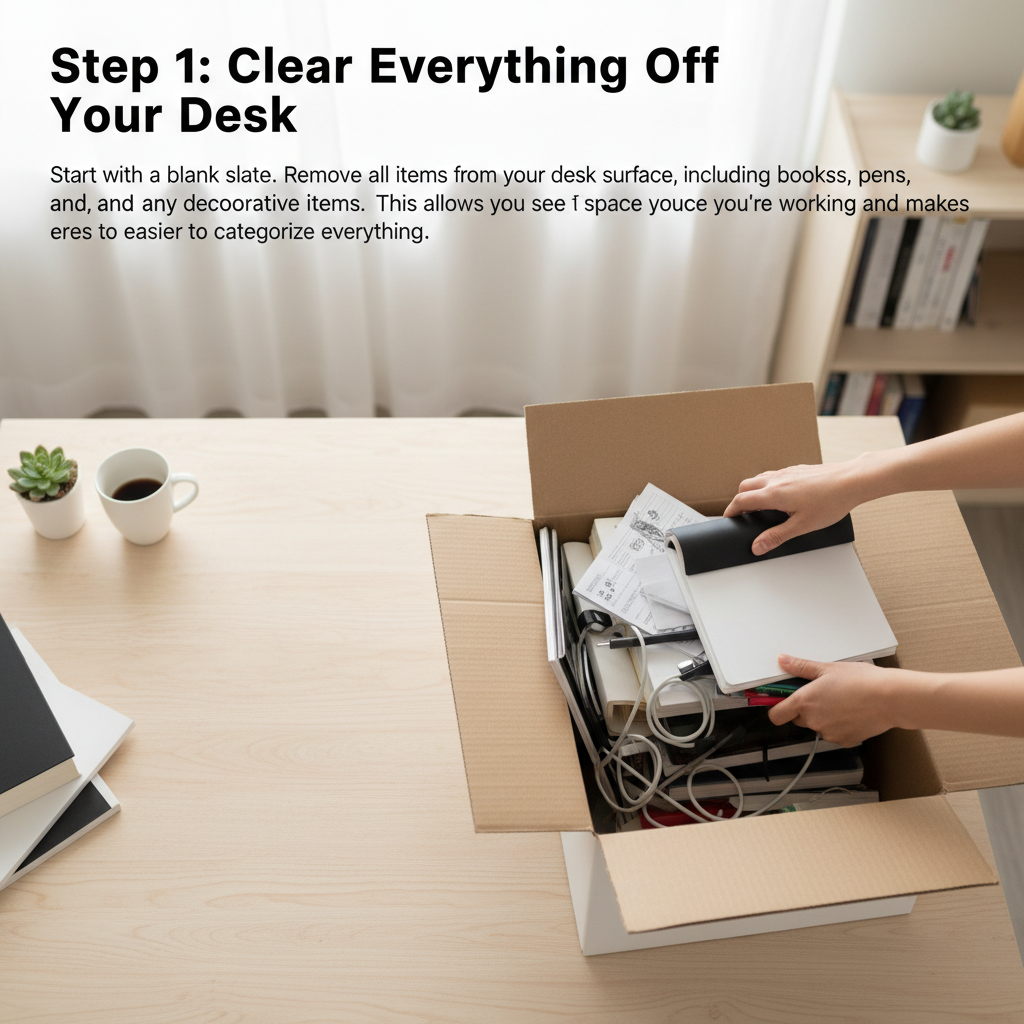 Step 1: Clear Everything Off
Your Desk
Start with a blank slate. Remove all items from your desk surface, including bookss, pens,
and, and any decoorative items. This allows you see f space youce you're working and makes
eres to easier to categorize everything.